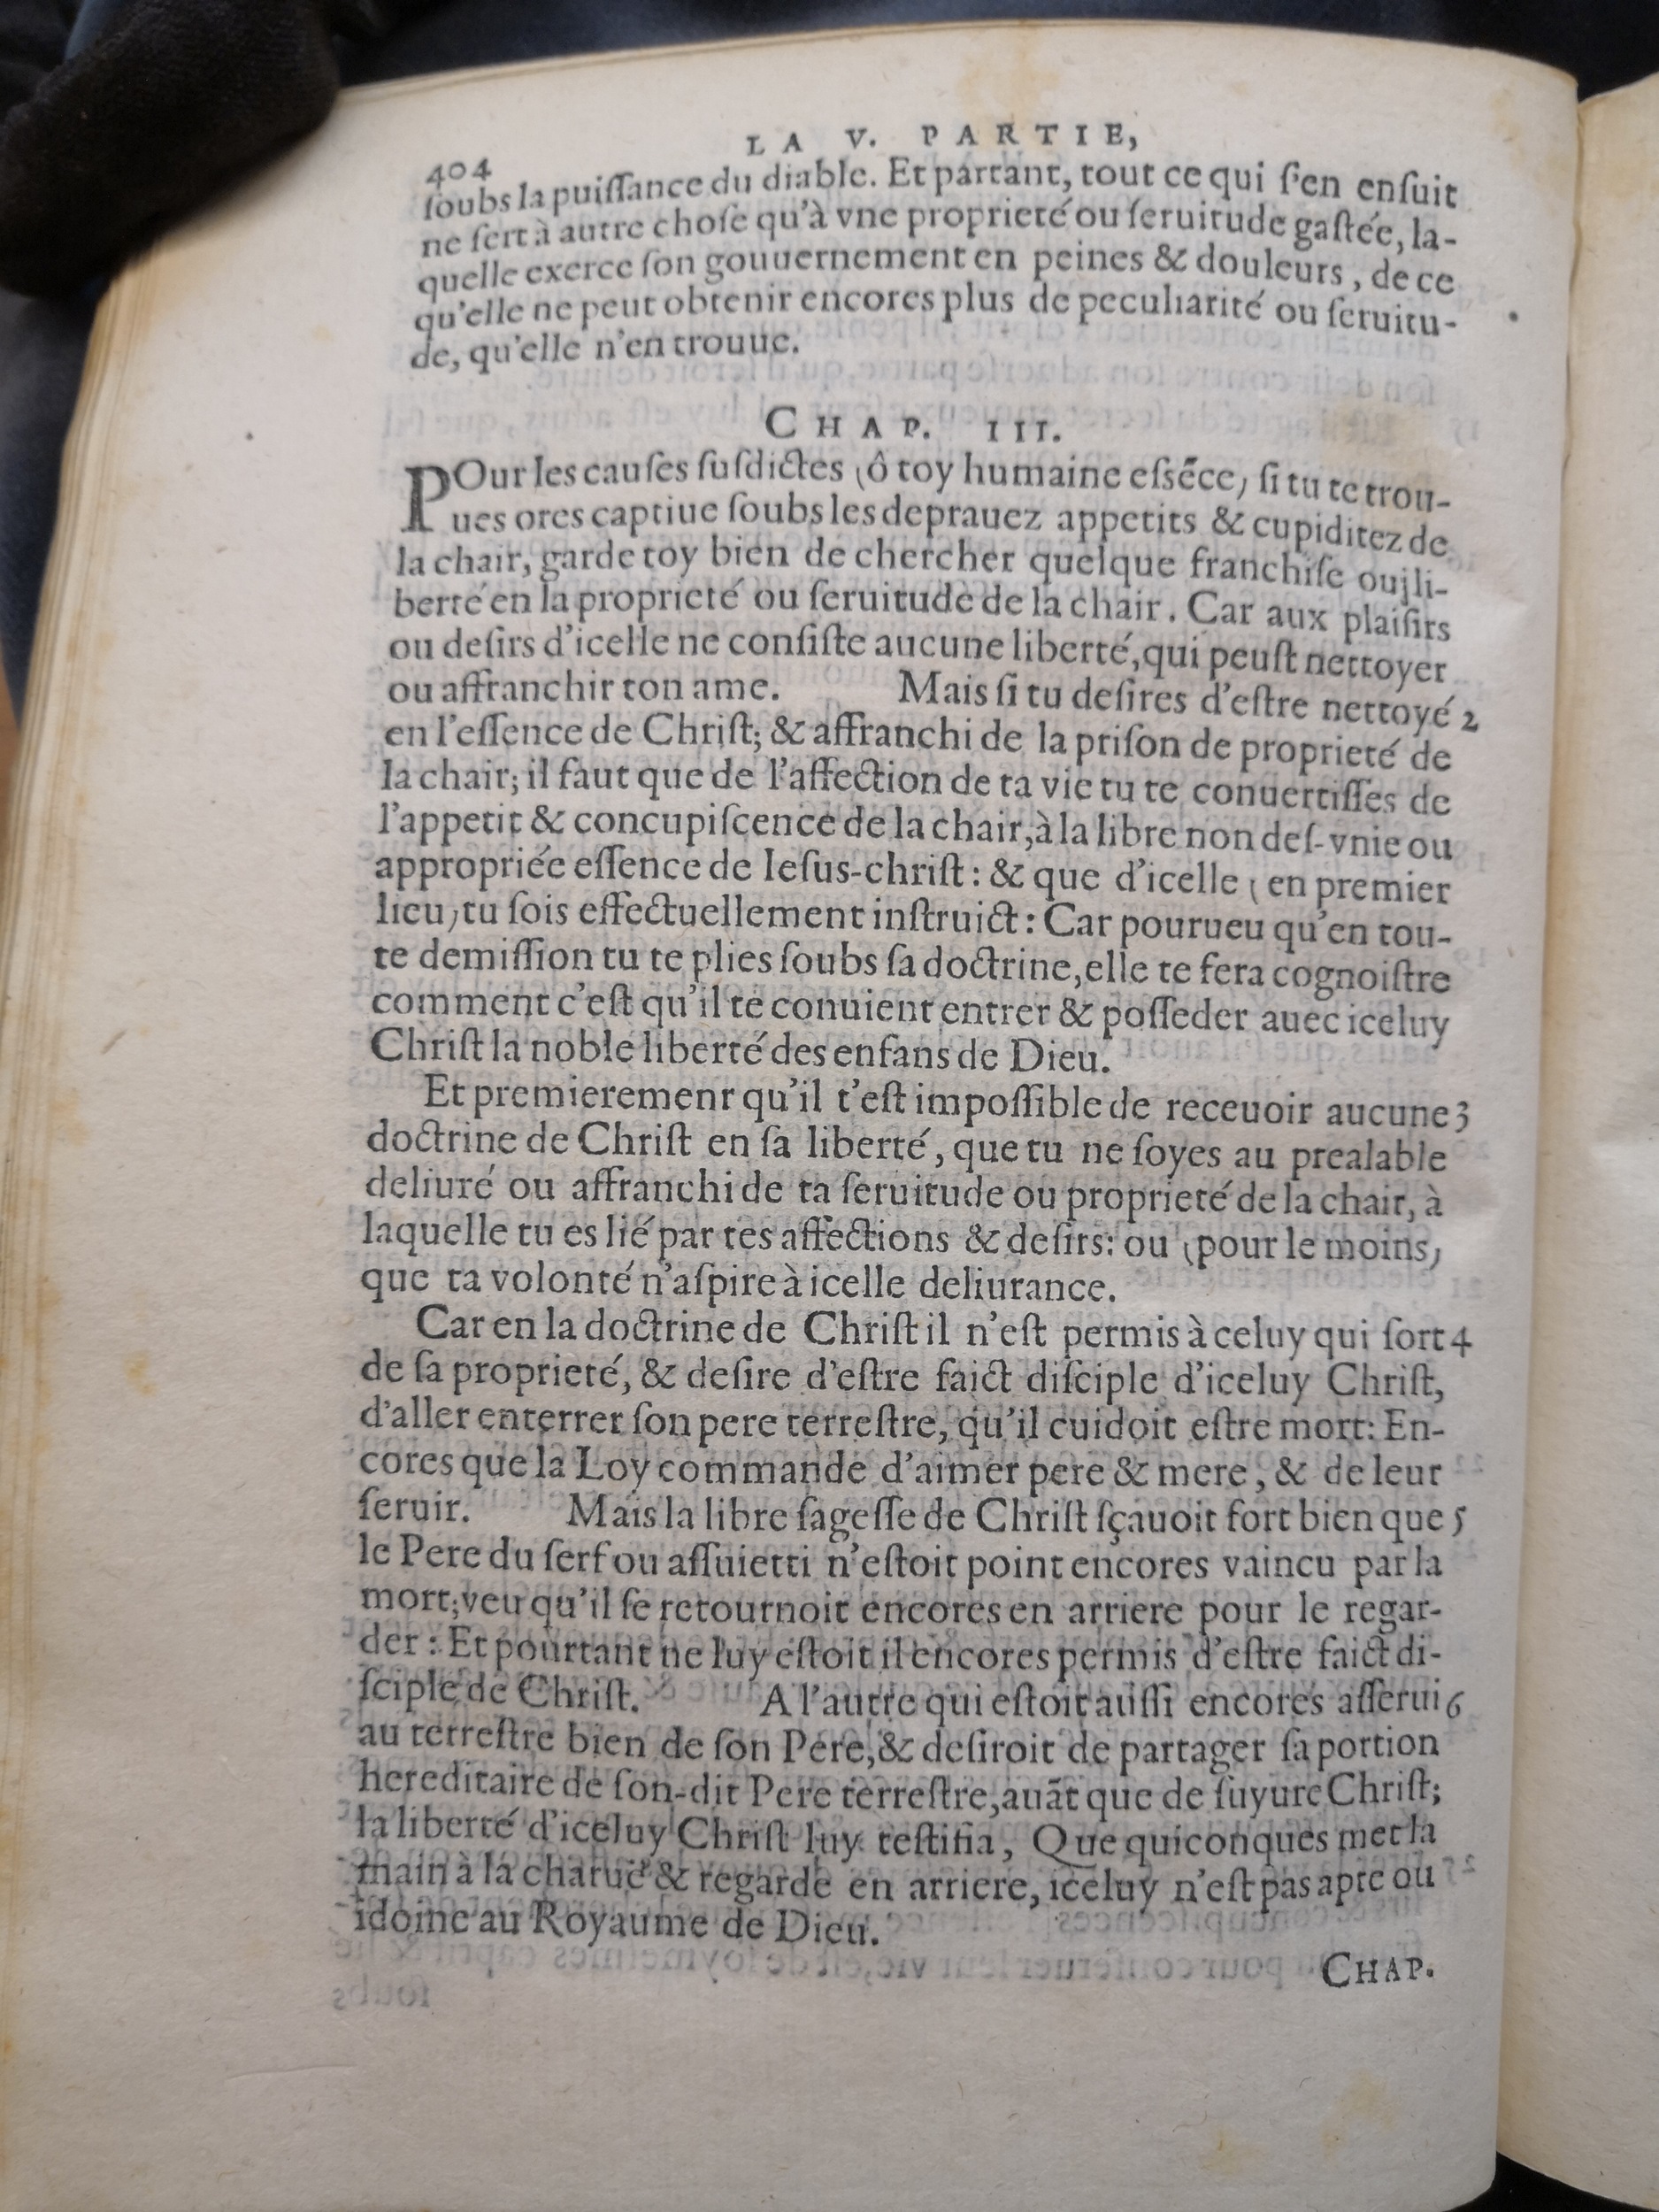 LA V. PARTIE,
404
ſoubs la puiſſance du diable. Et partant, tout ce qui ſ'en enſuit
ne ſert à autre choſe qu'à vne proprieté ou ſeruitude gaſtée, la-
quelle exerce ſon gouuernement en peines & douleurs, de ce
qu'elle ne peut obtenir encores plus de peculiarité ou ſeruitu-
de, qu'elle n'en trouue.
CHAP. III.
POur les cauſes ſuſdictes (ô toy humaine eſsẽce) ſi tu te trou-
ues ores captiue ſoubs les deprauez appetits & cupiditez de
la chair, garde toy bien de chercher quelque franchiſe ou li-
berté en la proprieté ou ſeruitude de la chair. Car aux plaiſirs
ou deſirs d'icelle ne conſiſte aucune liberté, qui peuſt nettoyer
ou affranchir ton ame. Mais ſi tu deſires d'eſtre nettoyé 2
en l'eſſence de Chriſt; & affranchi de la priſon de proprieté de
la chair; il faut que de l'affection de ta vie tu te conuertiſſes de
l'appetit & concupiſcence de la chair, à la libre non deſ-vnie ou
appropriée eſſence de Ieſus-chriſt: & que d'icelle (en premier
lieu) tu ſois effectuellement inſtruict: Car pourueu qu'en tou-
te demiſſion tu te plies ſoubs ſa doctrine, elle te fera cognoiſtre
comment c'eſt qu'il te conuient entrer & poſſeder auec iceluy
Chriſt la noble liberté des enfans de Dieu.
Et premieremenr qu'il t'eſt impoſſible de receuoir aucune 3
doctrine de Chriſt en ſa liberté, que tu ne ſoyes au prealable
deliuré ou affranchi de ta ſeruitude ou proprieté de la chair, à
laquelle tu es lié par tes affections & deſirs: ou (pour le moins)
que ta volonté n'aſpire à icelle deliurance.
Car en la doctrine de Chriſt il n'eſt permis à celuy qui ſort 4
de ſa proprieté, & deſire d'eſtre faict diſciple d'iceluy Chriſt,
d'aller enterrer ſon pere terreſtre, qu'il cuidoit eſtre mort: En-
cores que la Loy commande d'aimer pere & mere, & de leur
ſeruir. Mais la libre ſageſſe de Chriſt ſçauoit fort bien que 5
le Pere du ſerf ou aſſuietti n'eſtoit point encores vaincu par la
mort; veu qu'il ſe retournoit encores en arriere pour le regar-
der: Et pourtant ne luy eſtoit il encores permis d'eſtre faict di-
ſciple de Chriſt. A l'autre qui eſtoit auſſi encores aſſerui 6
au terreſtre bien de ſon Pere, & deſiroit de partager ſa portion
hereditaire de ſon-dit Pere terreſtre, auãt que de ſuyure Chriſt;
la liberté d'iceluy Chriſt luy teſtifia, Que quiconques met la
main à la charue & regarde en arriere, iceluy n'eſt pas apte ou
idoine au Royaume de Dieu.
CHAP.